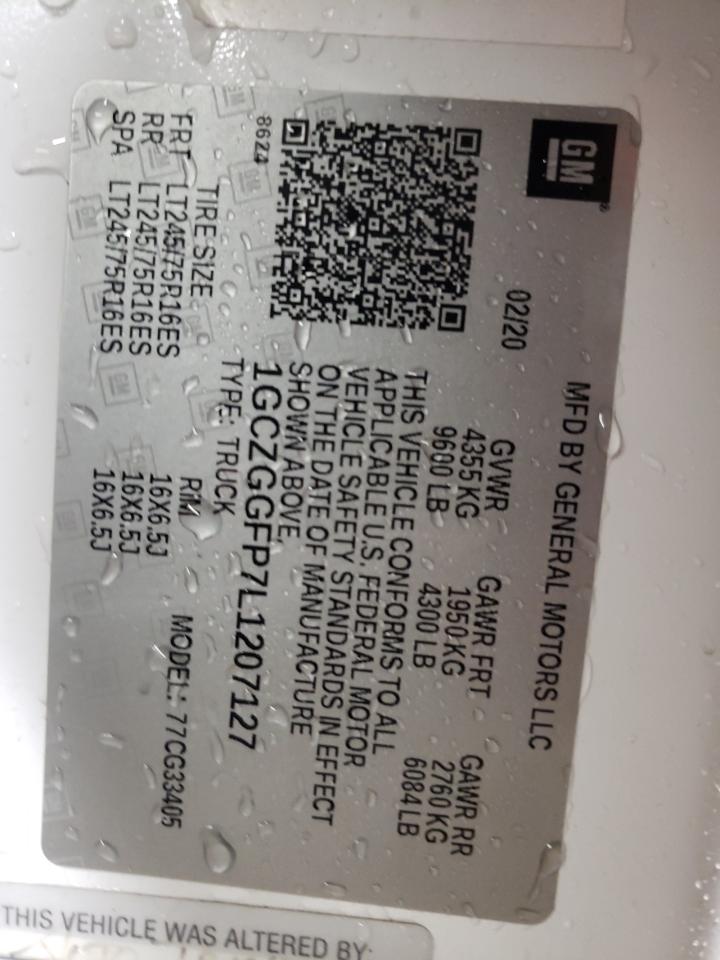 GM
MFD BY GENERAL MOTORS LLC
02/20
GVWR GAWR FRT GAWR RR
4355 KG 1950 KG 2760 KG
9600 LB 4300 LB 6084 LB
THIS VEHICLE CONFORMS TO ALL
APPLICABLE U.S. FEDERAL MOTOR
VEHICLE SAFETY STANDARDS IN EFFECT
ON THE DATE OF MANUFACTURE
SHOWN ABOVE.
8624
1GCZGGFP7L1207127
TYPE: TRUCK
MODEL: 77CG33405
TIRE SIZE RIM
FRT LT245/75R16ES 16X6.5J
RR LT245/75R16ES 16X6.5J
SPA LT245/75R16ES 16X6.5J
THIS VEHICLE WAS ALTERED BY: